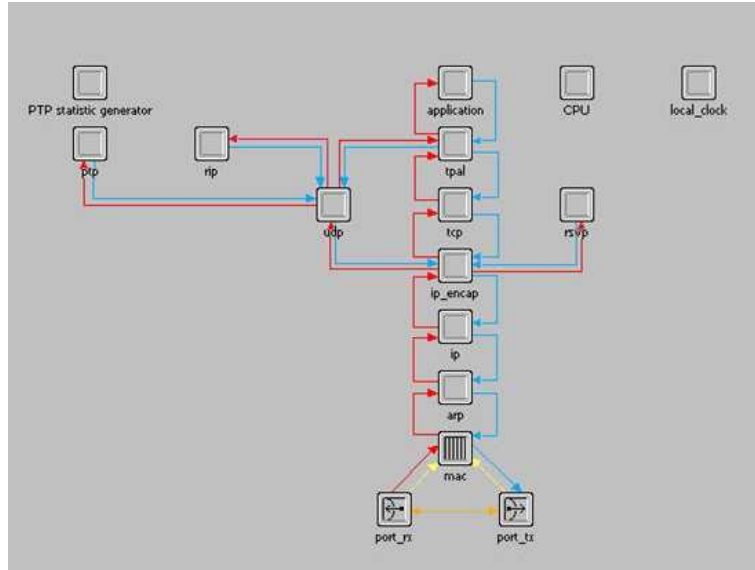 PTP statistic generator
application
CPU
local_clock
ptp
rip
tpal
udp
tcp
rsvp
ip_encap
ip
arp
mac
port_rx
port_tx